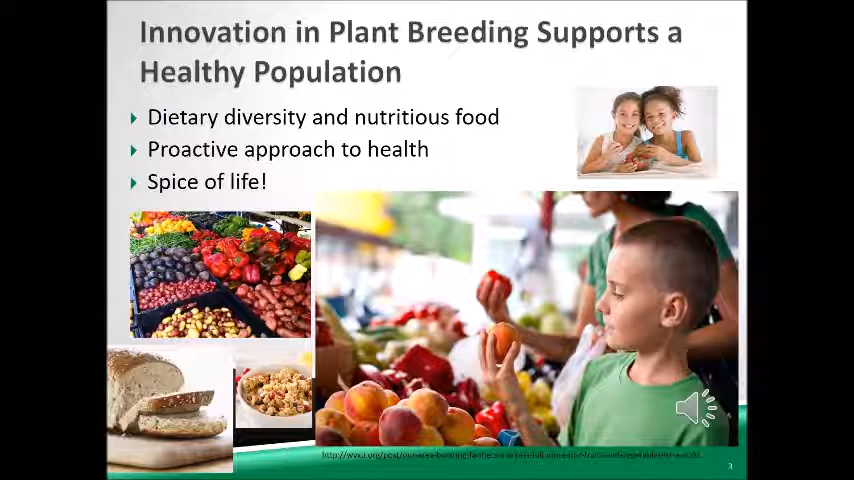 Innovation in Plant Breeding Supports a
Healthy Population
Dietary diversity and nutritious food
Proactive approach to health
Spice of life!
3